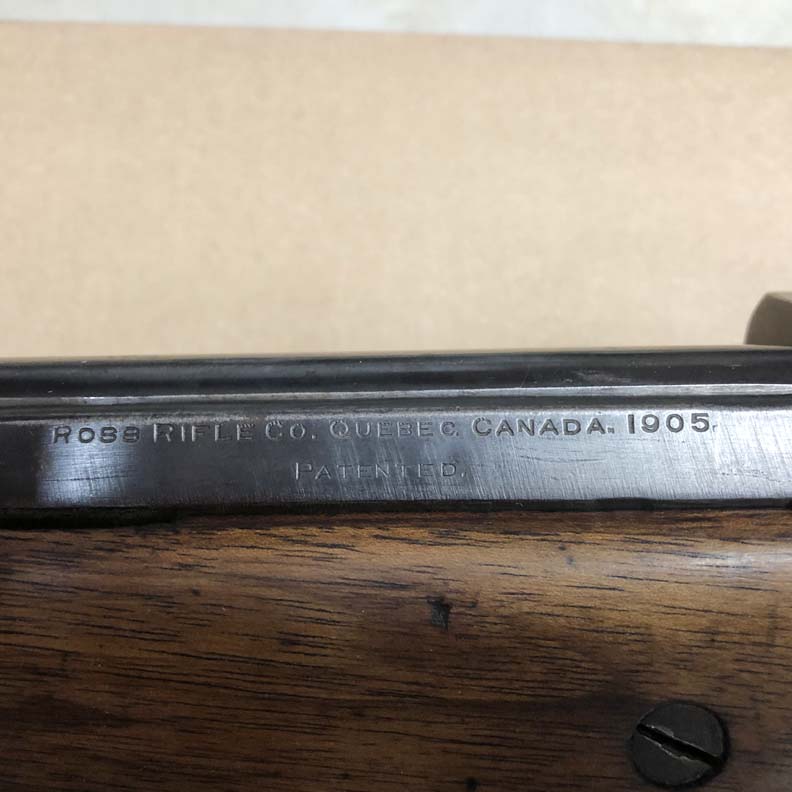 ROSS RIFLE CO. QUEBEC. CANADA. 1905.
PATENTED.